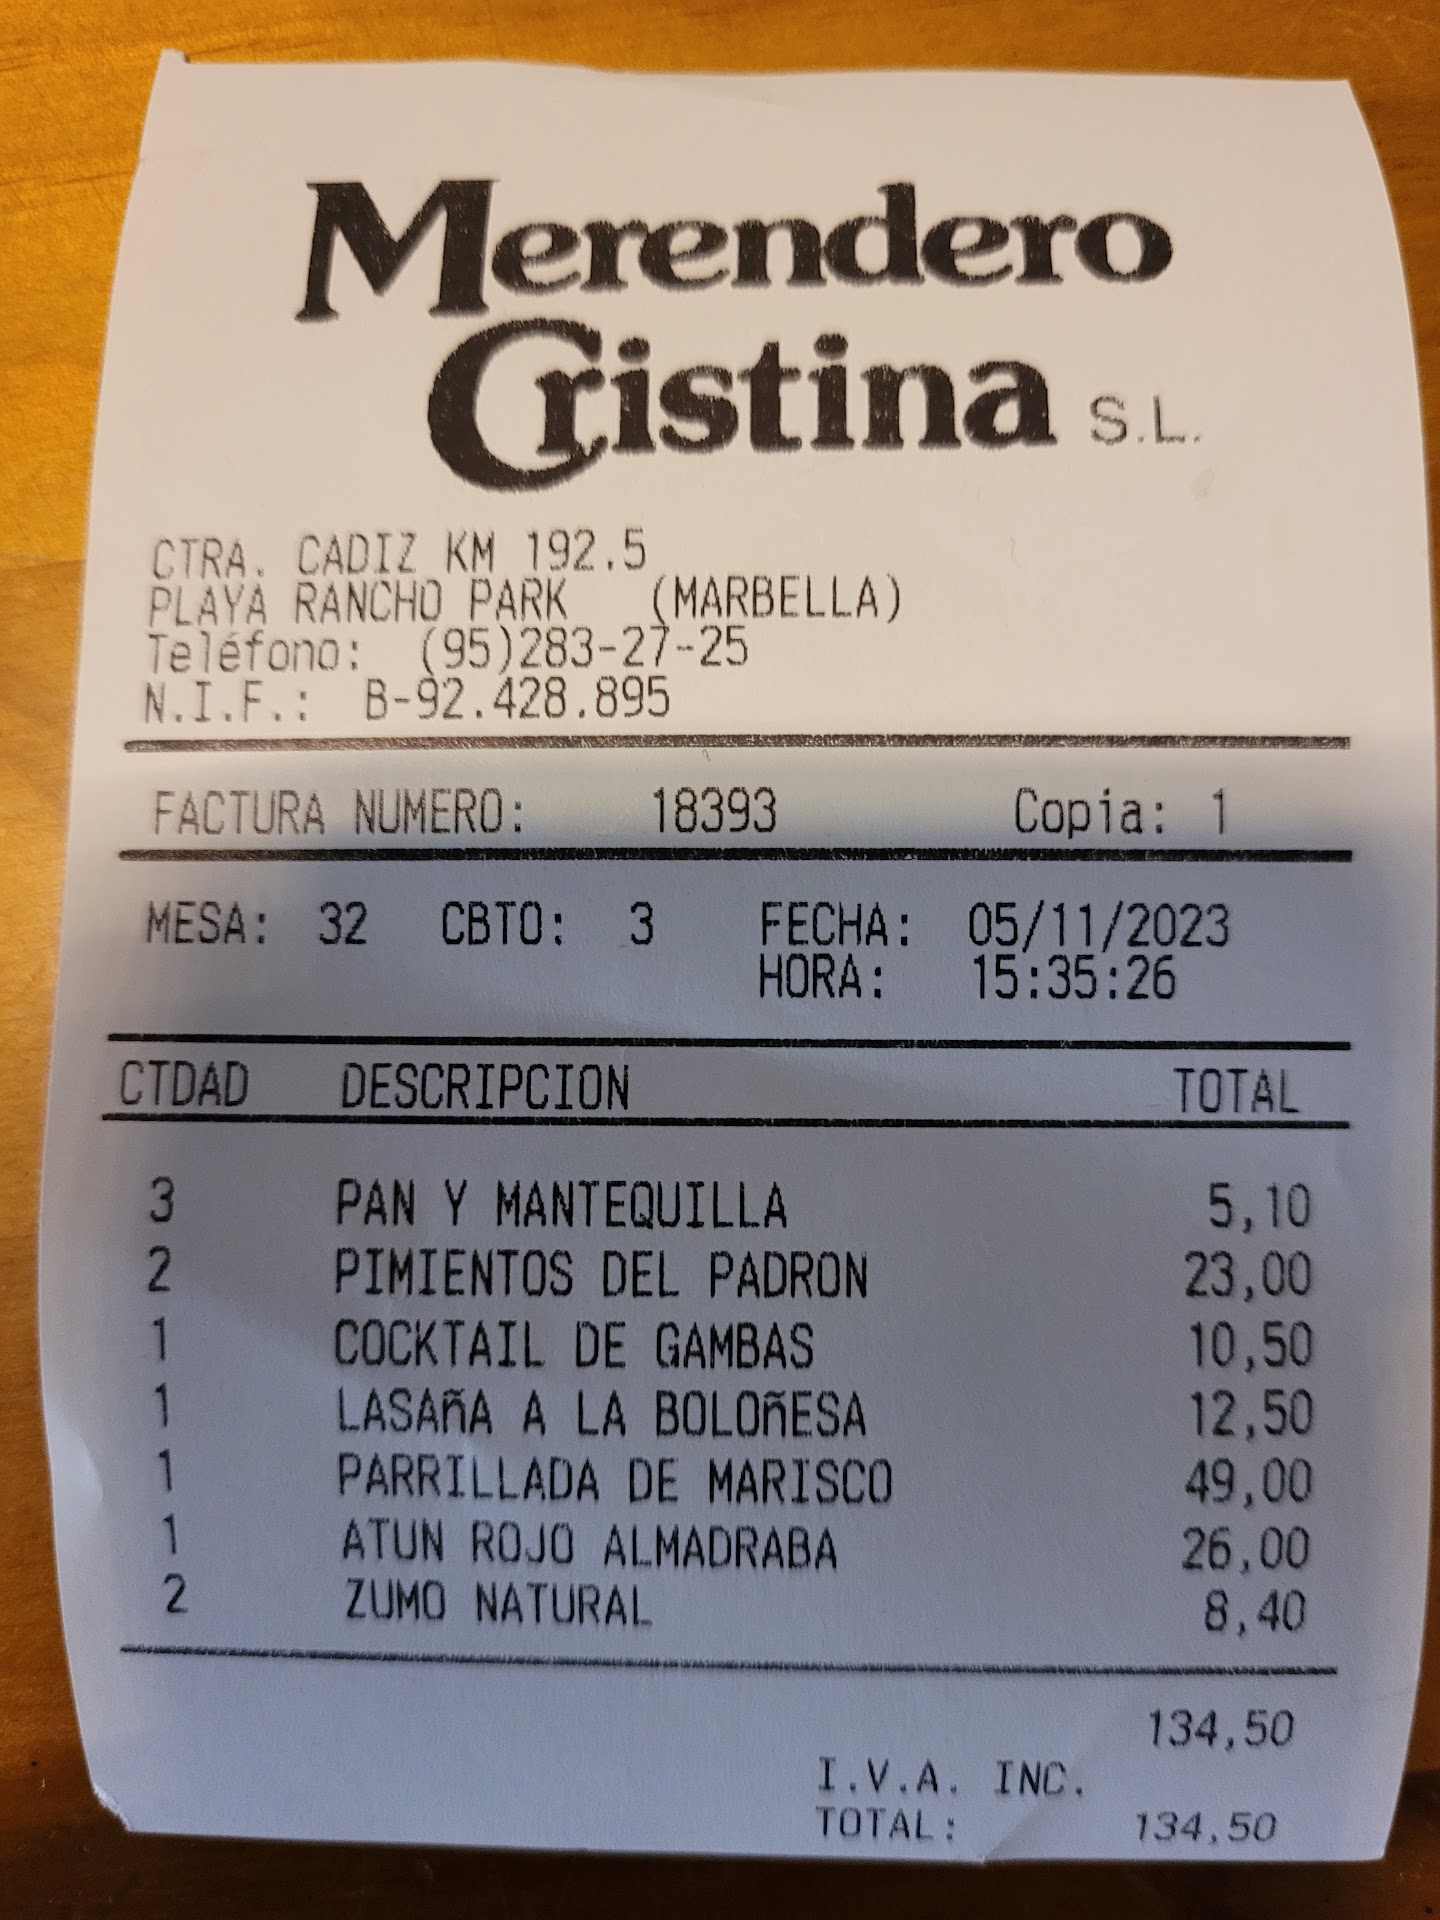 Merendero
Cristina S.L.
CTRA. CADIZ KM 192.5
PLAYA RANCHO PARK (MARBELLA)
Teléfono: (95)283-27-25
N.I.F.: B-92.428.895
FACTURA NUMERO: 18393 Copia: 1
MESA: 32 CBTO: 3 FECHA: 05/11/2023
HORA: 15:35:26
CTDAD DESCRIPCION TOTAL
3 PAN Y MANTEQUILLA 5,10
2 PIMIENTOS DEL PADRON 23,00
1 COCKTAIL DE GAMBAS 10,50
1 LASAñA A LA BOLOñESA 12,50
1 PARRILLADA DE MARISCO 49,00
1 ATUN ROJO ALMADRABA 26,00
2 ZUMO NATURAL 8,40
134,50
I.V.A. INC.
TOTAL: 134,50